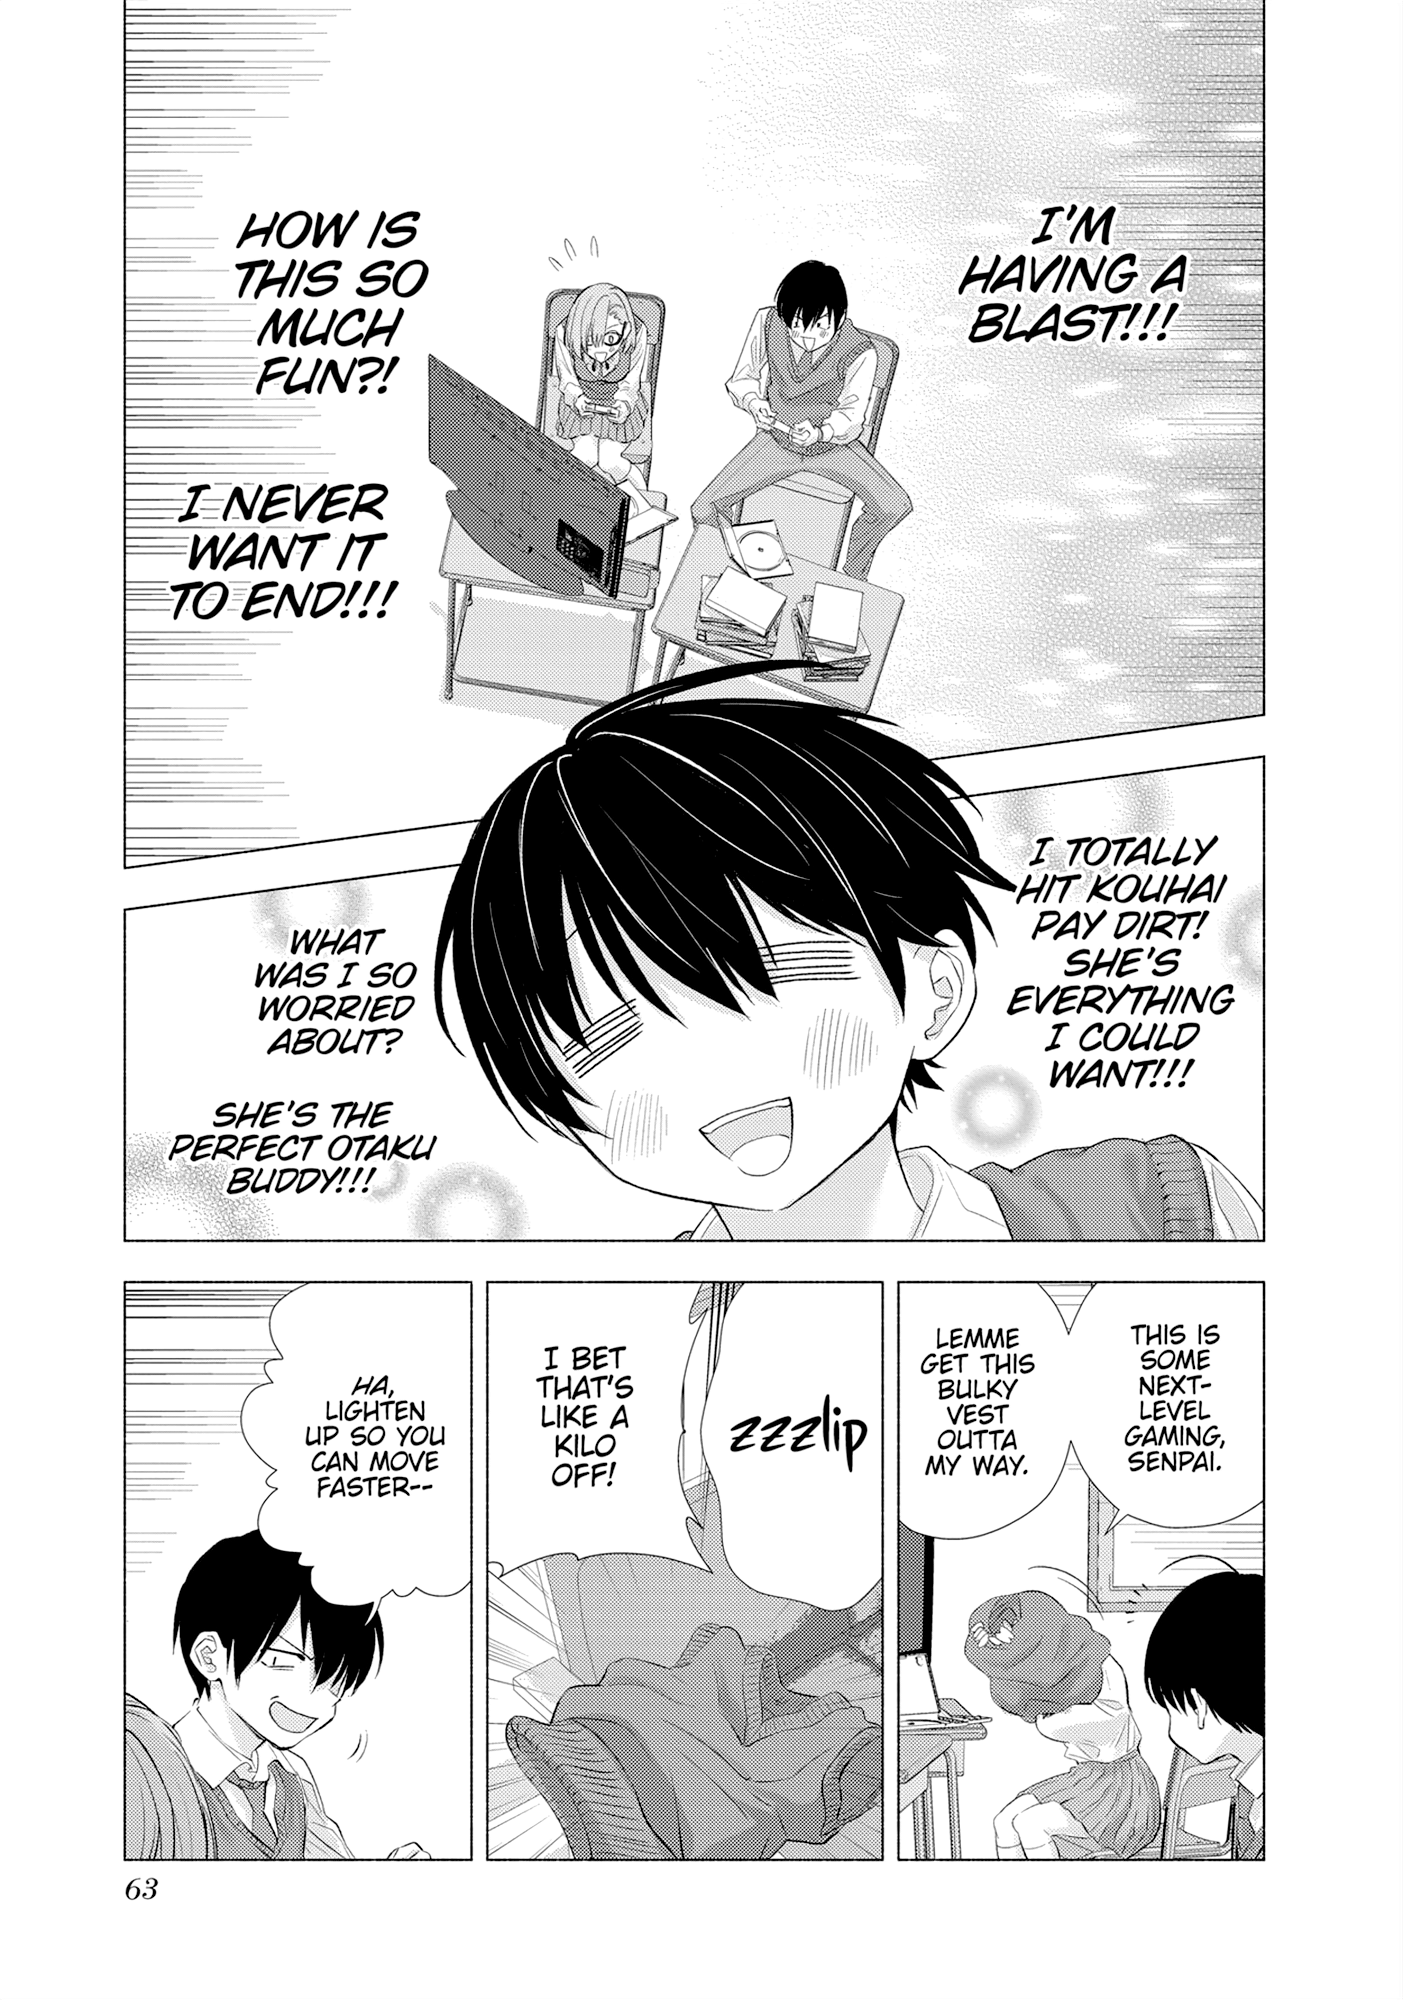 I'M
HAVING A
BLAST!!!
HOW IS
THIS SO
MUCH
FUN?!
I NEVER
WANT IT
TO END!!!
I TOTALLY
HIT KOUHAI
PAY DIRT!
SHE'S
EVERYTHING
I COULD
WANT!!!
WHAT
WAS I SO
WORRIED
ABOUT?
SHE'S THE
PERFECT OTAKU
BUDDY!!!
THIS IS
SOME
NEXT-
LEVEL
GAMING,
SENPAI.
LEMME
GET THIS
BULKY
VEST
OUTTA
MY WAY.
ZZZLIP
I BET
THAT'S
LIKE A
KILO
OFF!
HA,
LIGHTEN
UP SO YOU
CAN MOVE
FASTER--
63